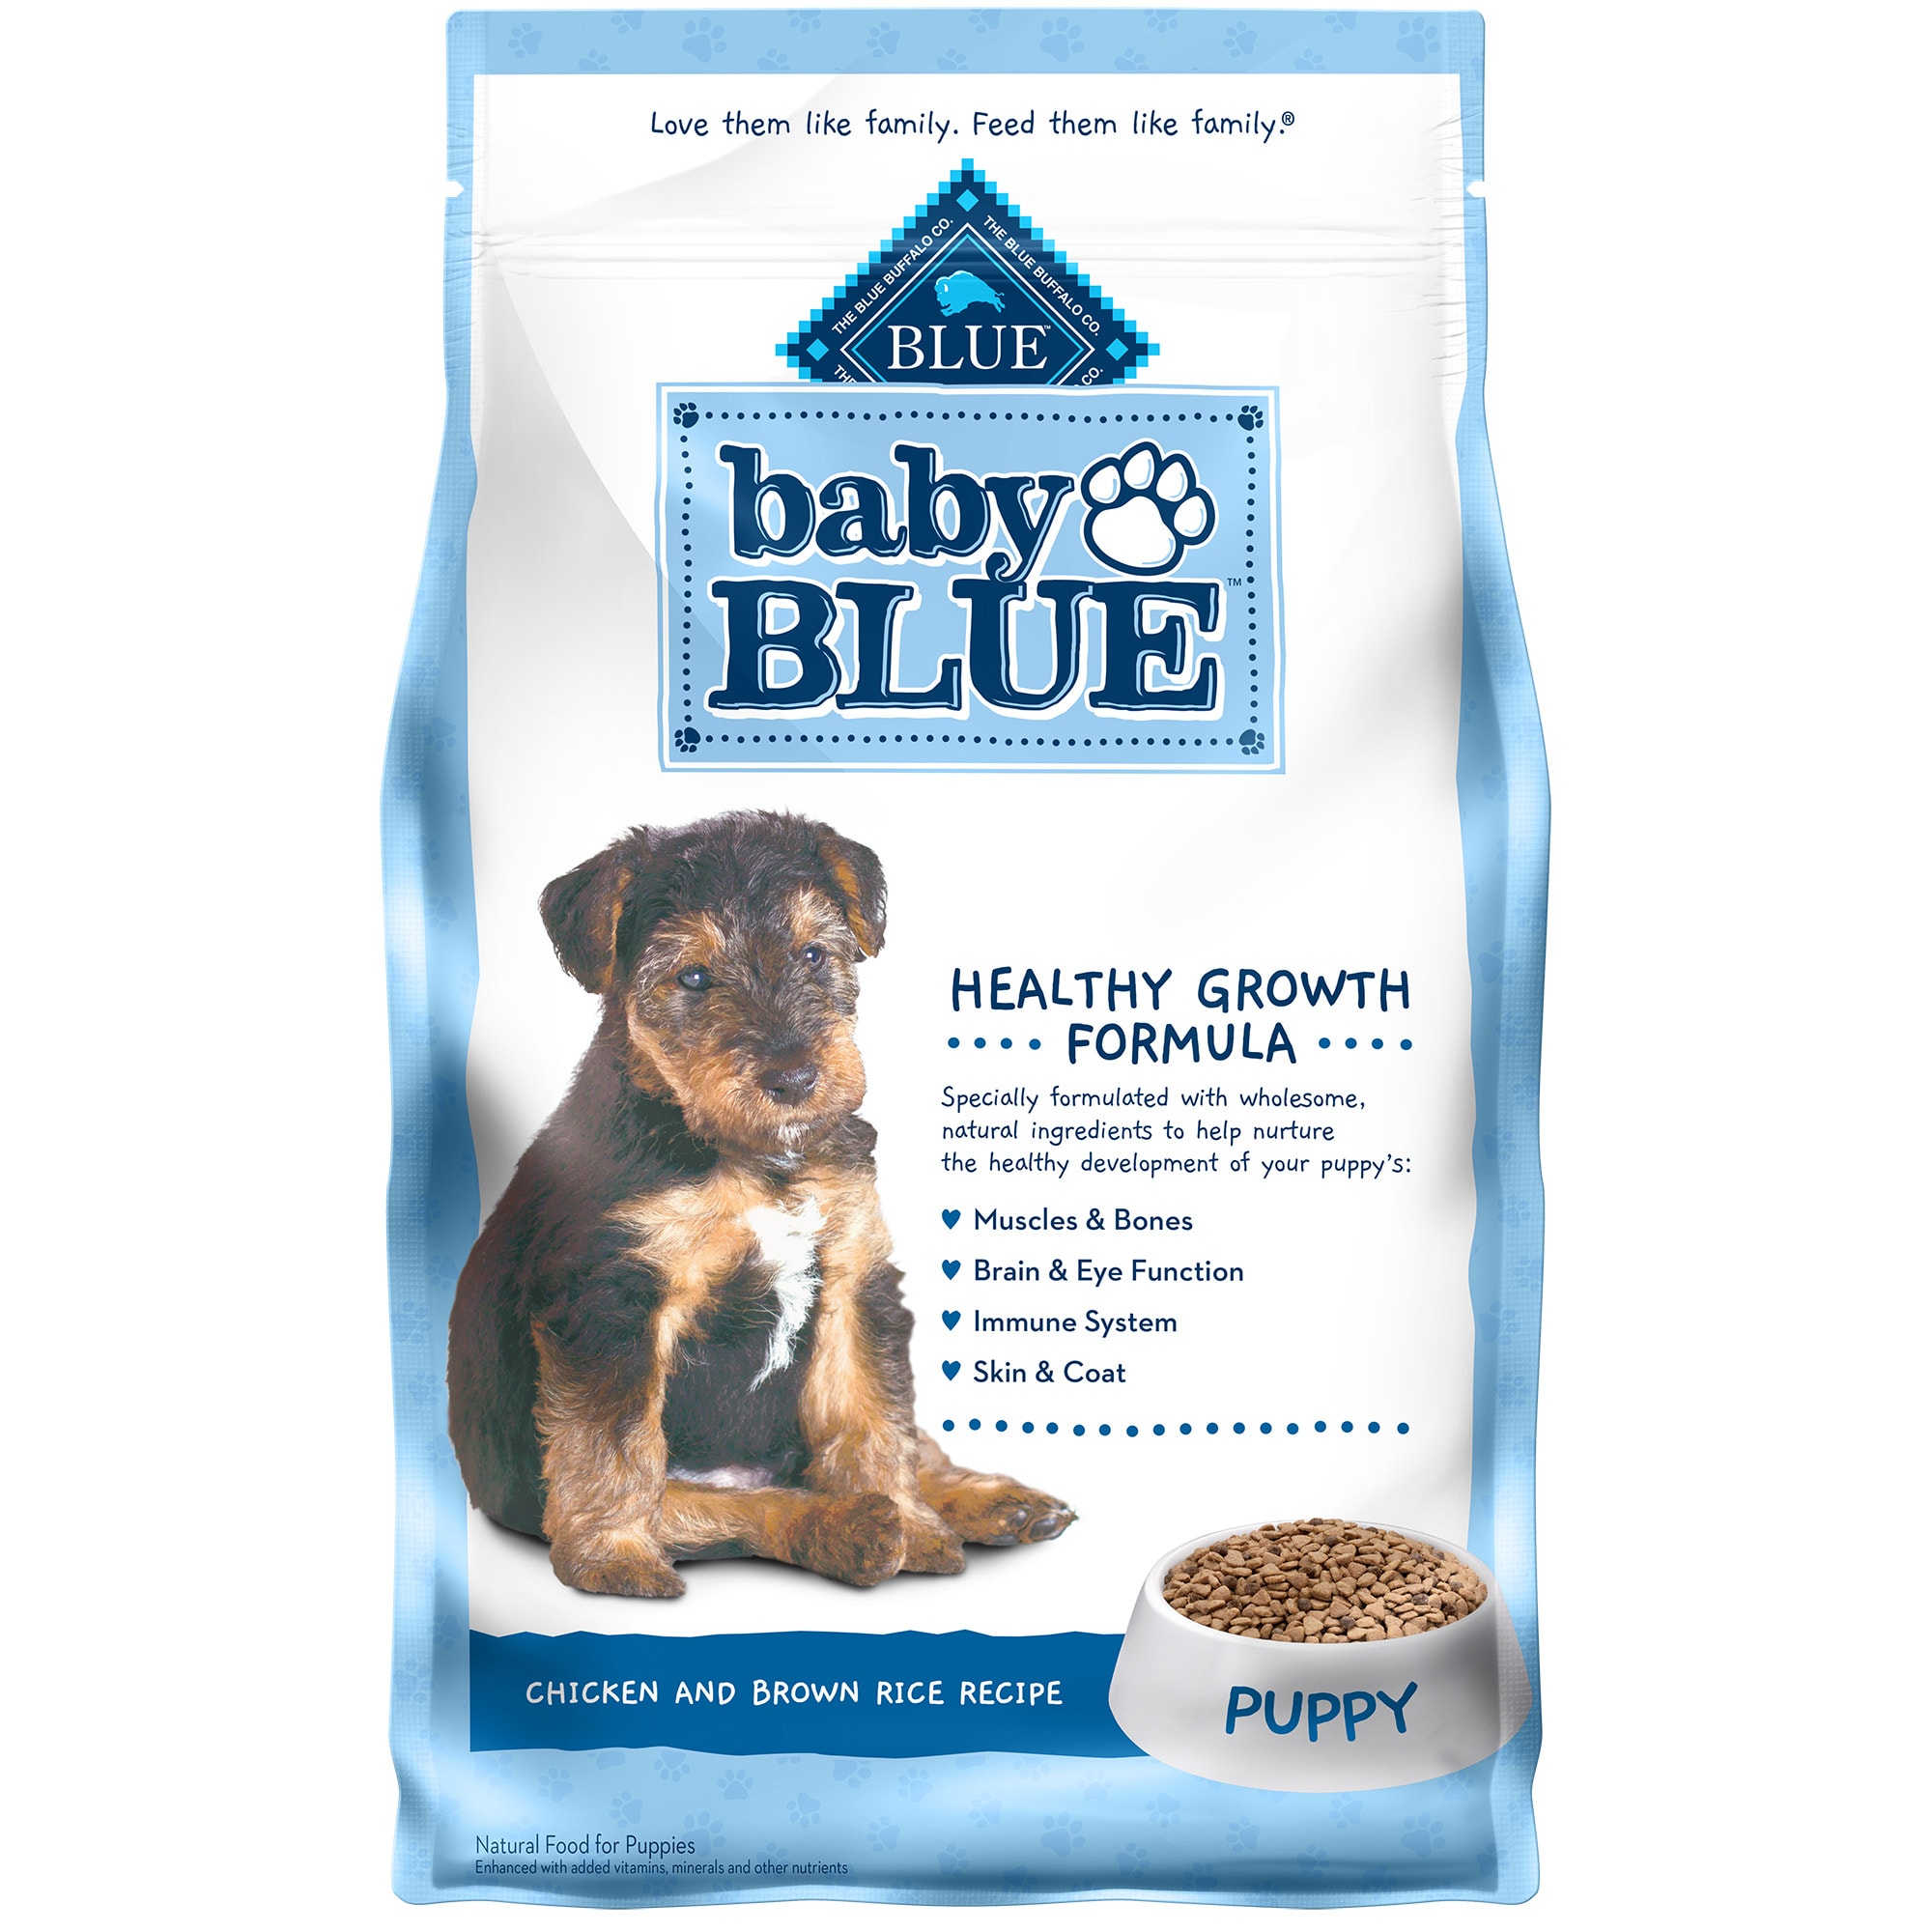 Love them like family. Feed them like family.®
THE BLUE BUFFALO CO.
THE BLUE BUFFALO CO.
BLUE™
CO.
baby
BLUE™
HEALTHY GROWTH
FORMULA
Specially formulated with wholesome,
natural ingredients to help nurture
the healthy development of your puppy's:
Muscles & Bones
Brain & Eye Function
Immune System
Skin & Coat
CHICKEN AND BROWN RICE RECIPE
PUPPY
Natural Food for Puppies
Enhanced with added vitamins, minerals and other nutrients